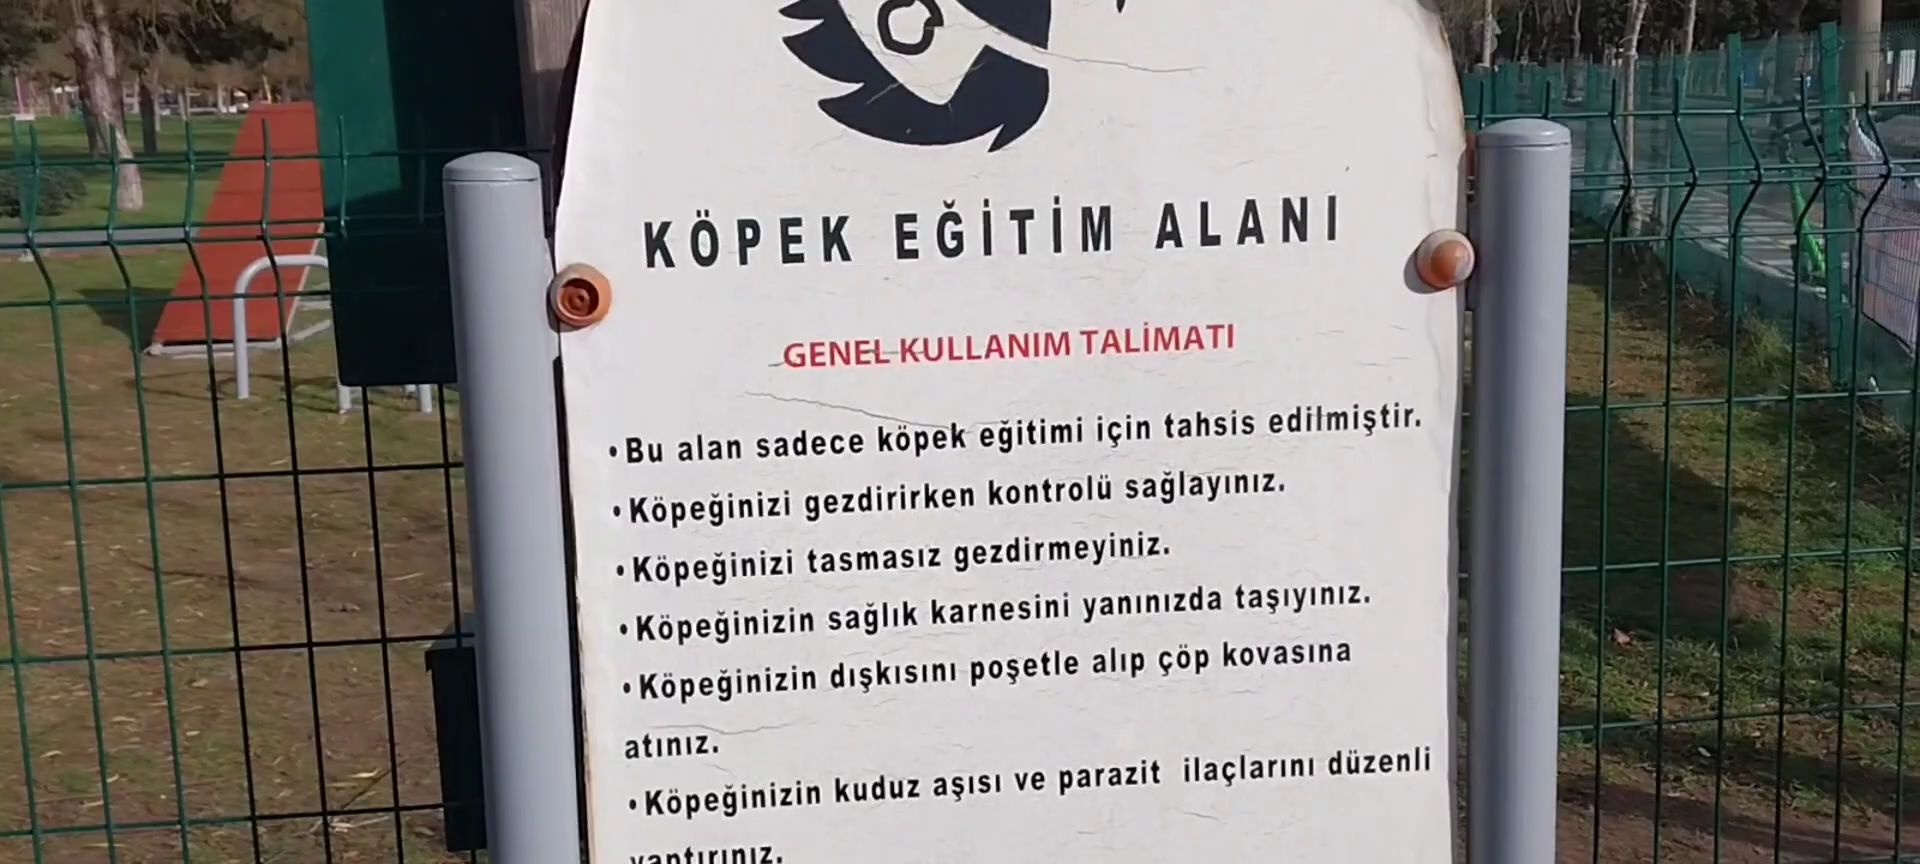 KÖPEK EĞİTİM ALANI
GENEL KULLANIM TALİMATI
•Bu alan sadece köpek eğitimi için tahsis edilmiştir.
•Köpeğinizi gezdirirken kontrolü sağlayınız.
•Köpeğinizi tasmasız gezdirmeyiniz.
•Köpeğinizin sağlık karnesini yanınızda taşıyınız.
•Köpeğinizin dışkısını poşetle alıp çöp kovasına
atınız.
•Köpeğinizin kuduz aşısı ve parazit ilaçlarını düzenli
yaptırınız.